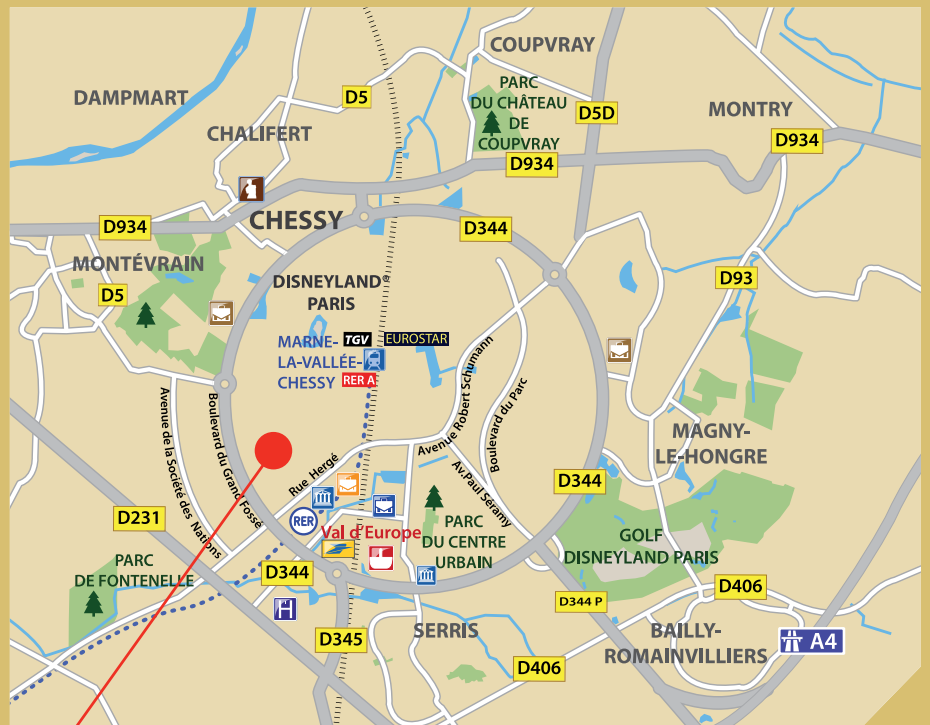 COUPVRAY
DAMPMART
D5
PARC
DU CHÂTEAU
DE
COUPVRAY
D5D
MONTRY
CHALIFERT
D934
D934
CHESSY
D934
D344
MONTÉVRAIN
D5
DISNEYLAND®
PARIS
D93
MARNE-
LA-VALLÉE-
CHESSY
TGV
EUROSTAR
RER A
Avenue de la Société des Nations
Boulevard du Grand Fossé
Rue Hergé
Avenue Robert Schumann
Boulevard du Parc
Av.Paul Séramy
MAGNY-
LE-HONGRE
D344
D231
RER
Val d'Europe
PARC
DU CENTRE
URBAIN
GOLF
DISNEYLAND PARIS
PARC
DE FONTENELLE
D344
D406
D344 P
H
D345
SERRIS
BAILLY-
ROMAINVILLIERS
A4
D406